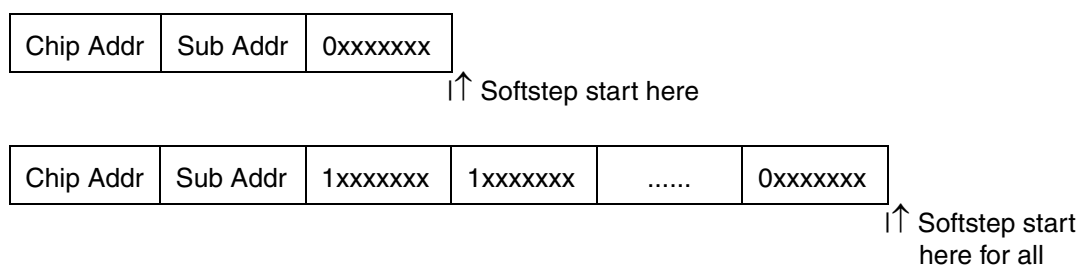 Chip Addr Sub Addr 0xxxxxxx
↑ Softstep start here
Chip Addr Sub Addr 1xxxxxxx 1xxxxxxx ...... 0xxxxxxx
↑ Softstep start
here for all